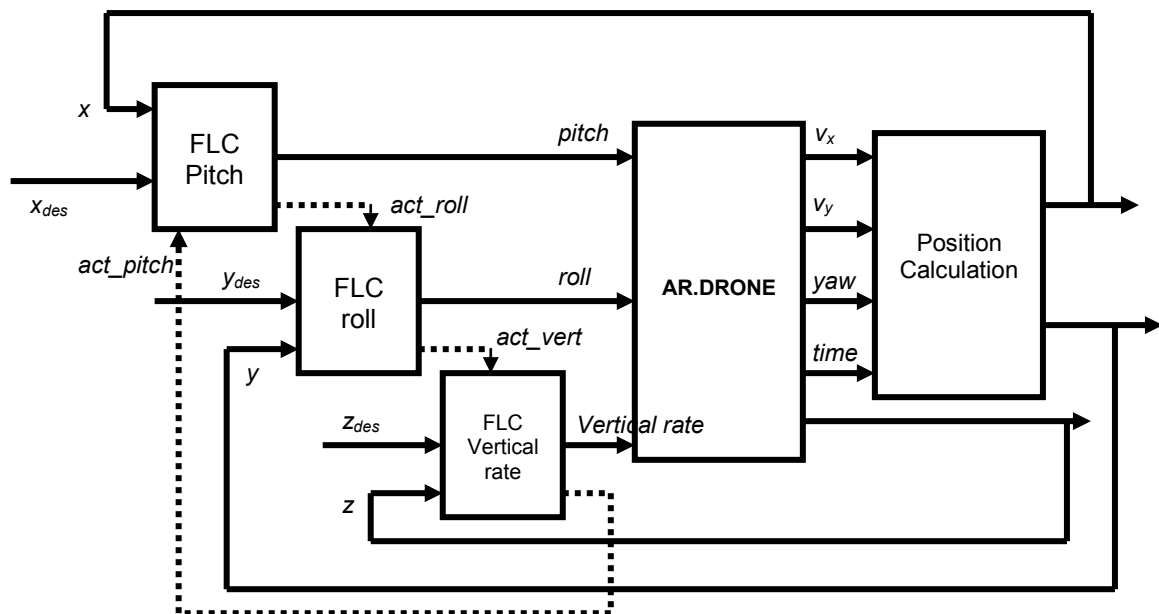 x
FLC
Pitch
pitch
v_x
x_des
act_roll
v_y
Position
Calculation
act_pitch
y_des
FLC
roll
roll
AR.DRONE
yaw
y
act_vert
time
z_des
FLC
Vertical
rate
Vertical rate
z